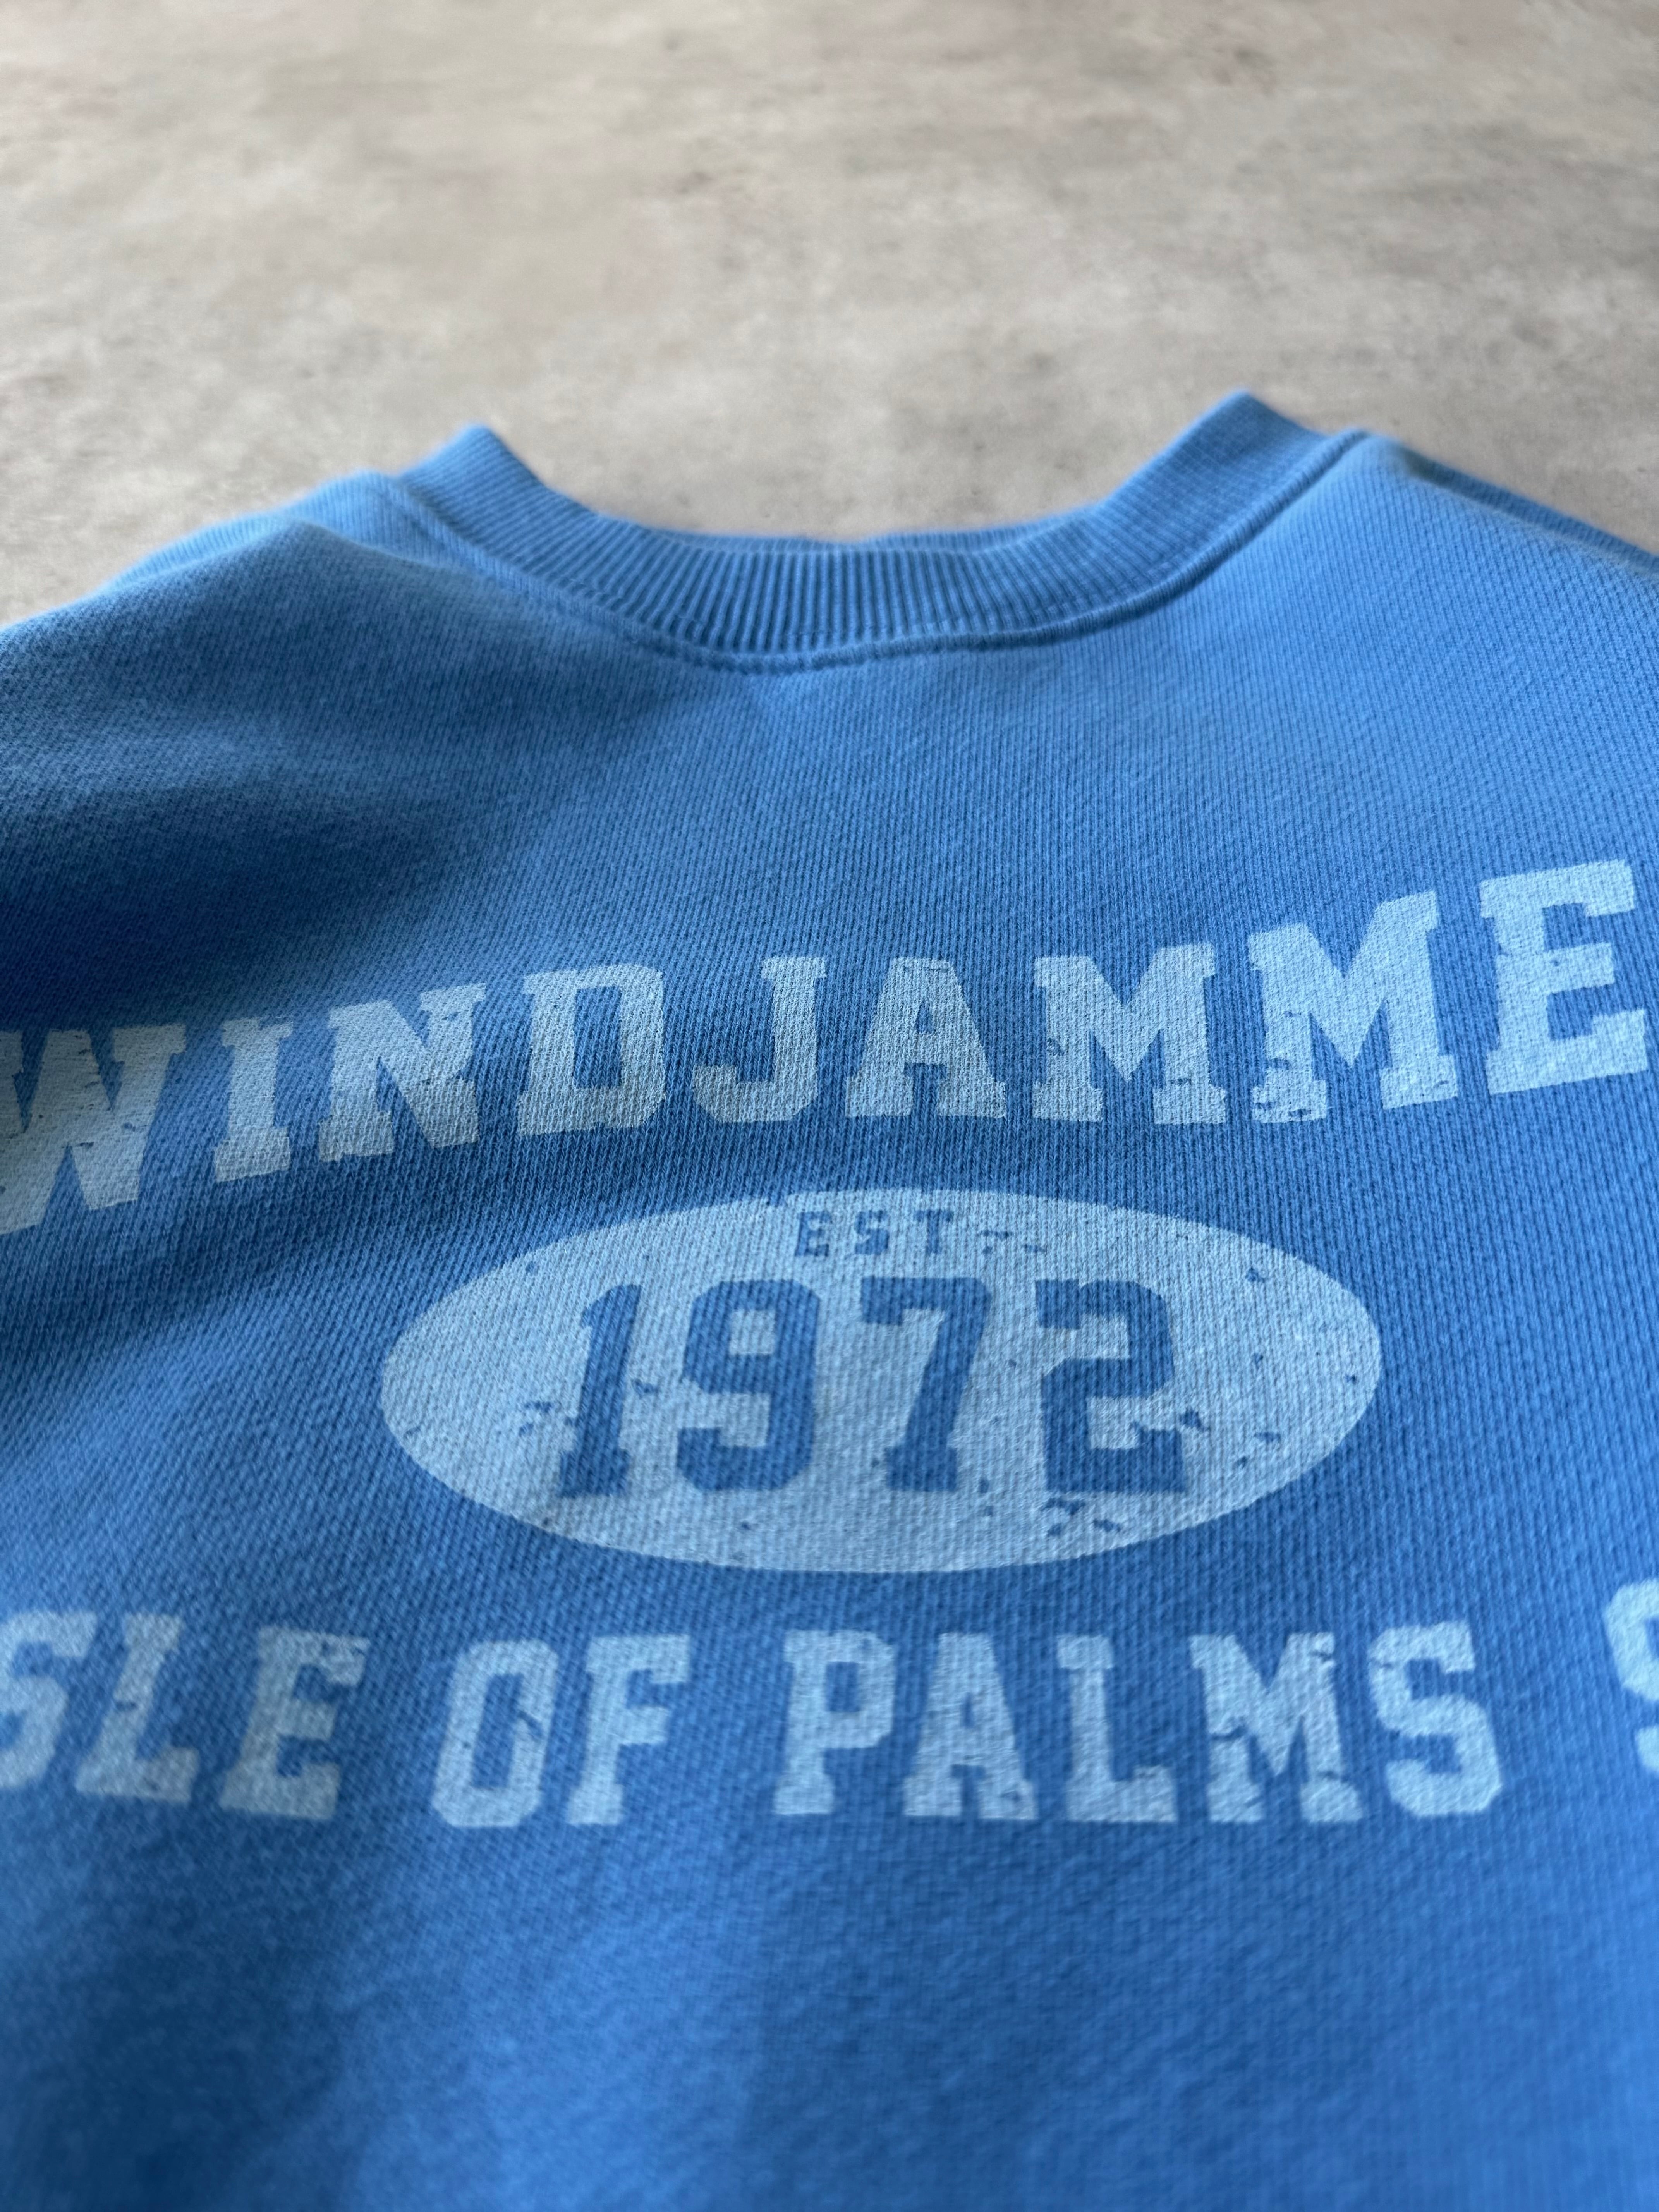 WINDJAMME
EST
1972
SLE OF PALMS S